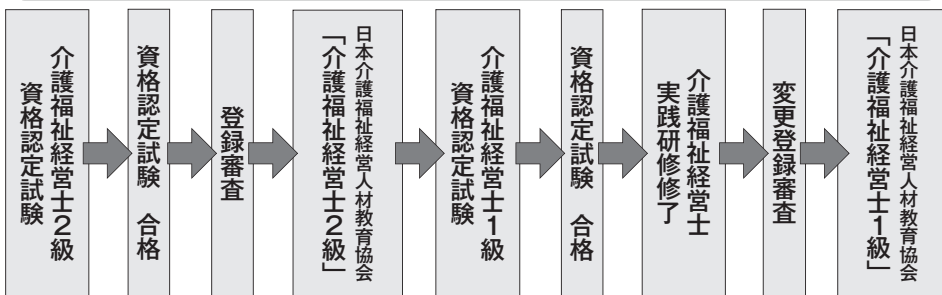 介護福祉経営士2級
資格認定試験
資格認定試験 合格
登録審査
日本介護福祉経営人材教育協会
「介護福祉経営士2級」
介護福祉経営士1級
資格認定試験
資格認定試験 合格
介護福祉経営士
実践研修修了
変更登録審査
日本介護福祉経営人材教育協会
「介護福祉経営士1級」